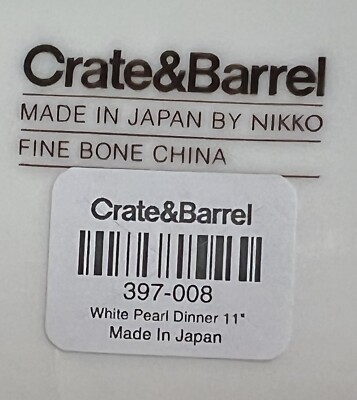 Crate&Barrel
MADE IN JAPAN BY NIKKO
FINE BONE CHINA
Crate&Barrel
397-008
White Pearl Dinner 11"
Made In Japan